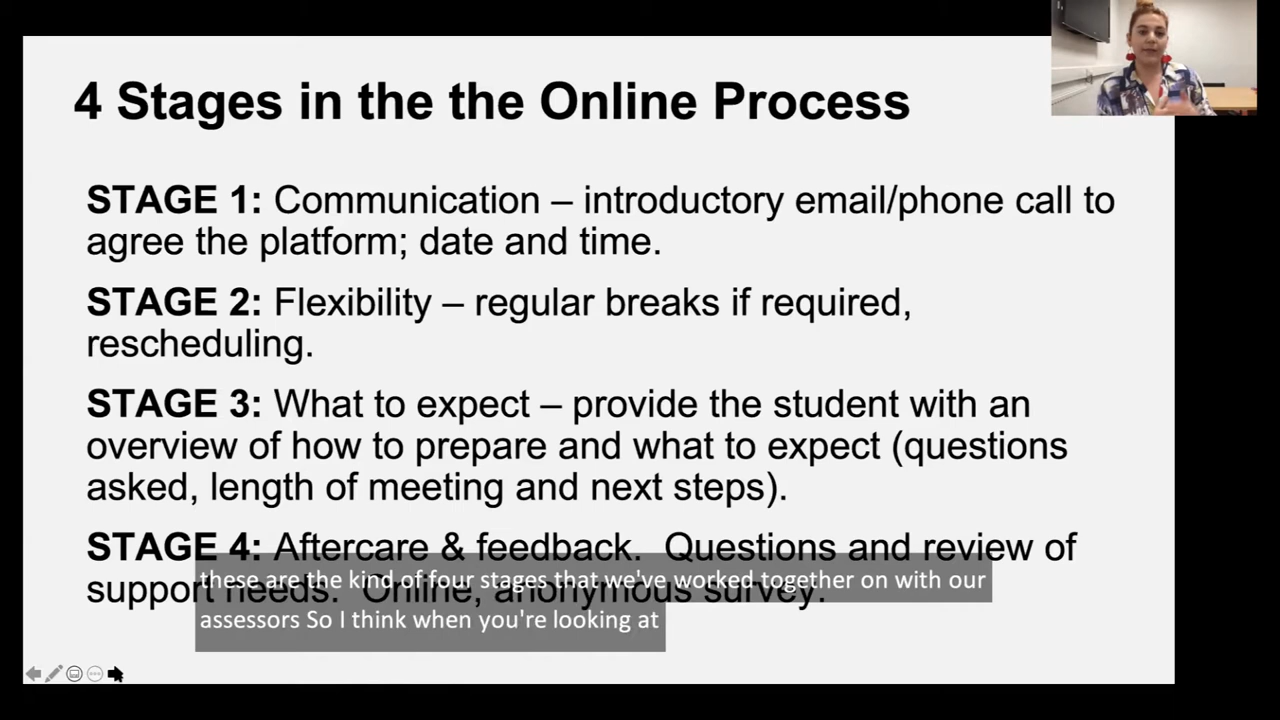 4 Stages in the the Online Process
STAGE 1: Communication – introductory email/phone call to
agree the platform; date and time.
STAGE 2: Flexibility – regular breaks if required,
rescheduling.
STAGE 3: What to expect – provide the student with an
overview of how to prepare and what to expect (questions
asked, length of meeting and next steps).
STAGE 4: Aftercare & feedback. Questions and review of
support needs. Online, anonymous survey.
these are the kind of four stages that we've worked together on with our
assessors So I think when you're looking at